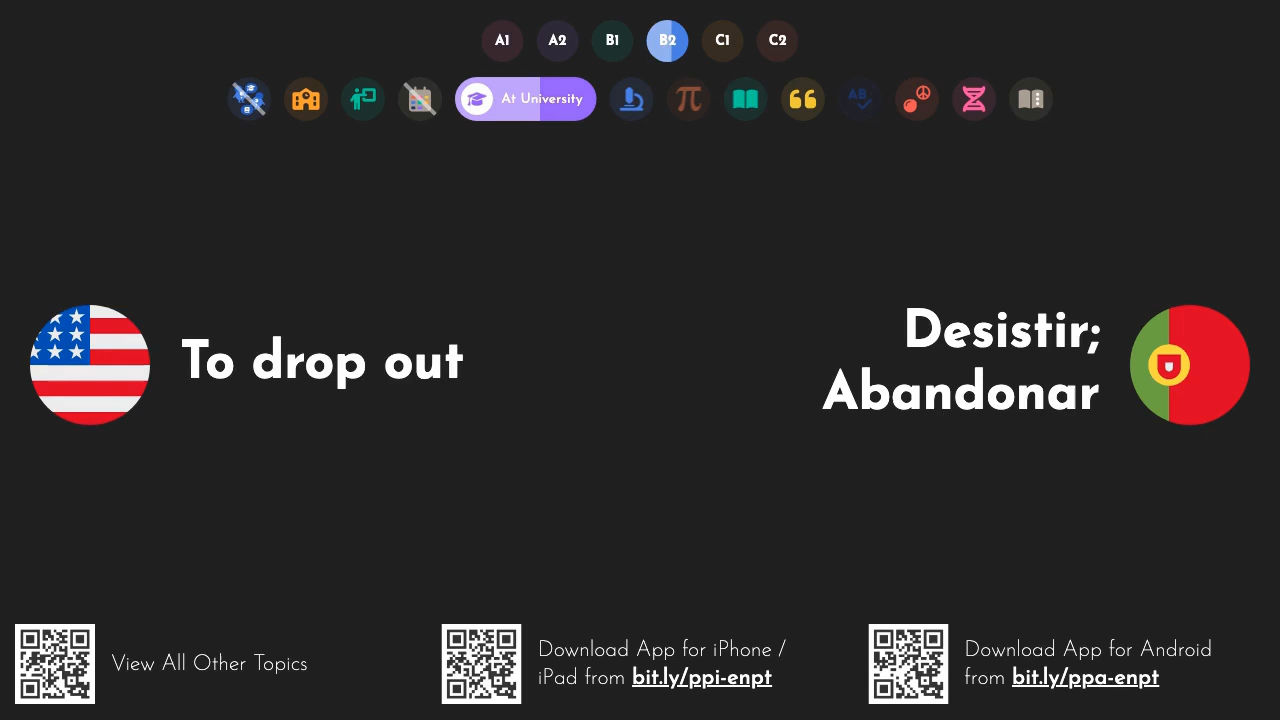 A1 A2 B1 B2 C1 C2
At University
To drop out
Desistir;
Abandonar
View All Other Topics
Download App for iPhone /
iPad from bit.ly/ppi-enpt
Download App for Android
from bit.ly/ppa-enpt